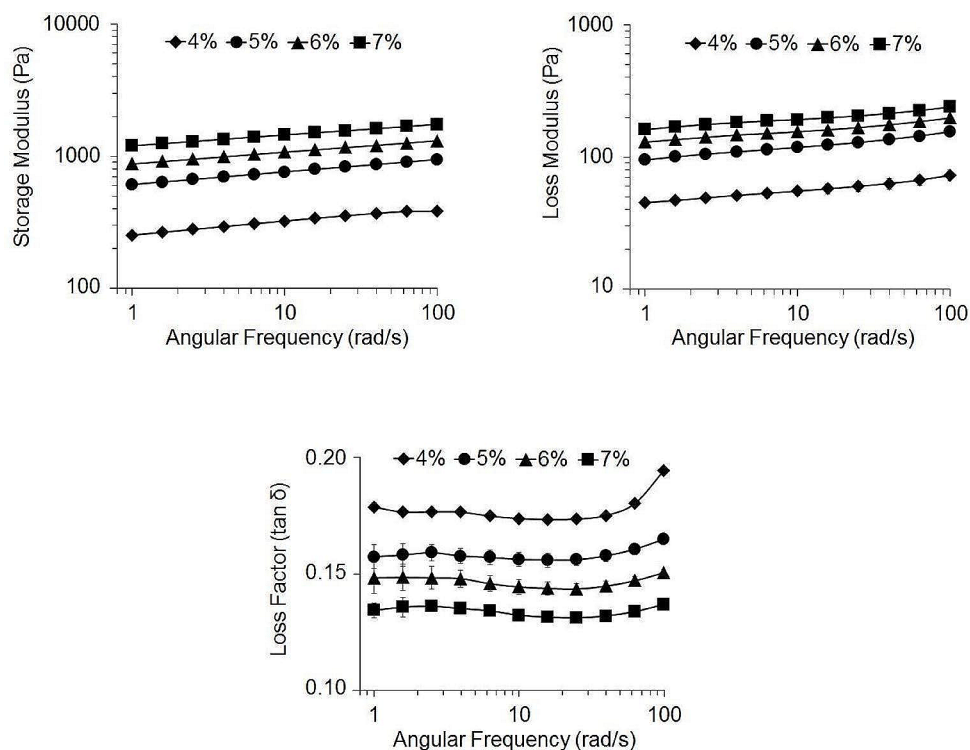 10000
4% 5% 6% 7%
1000
100
1 10 100
Storage Modulus (Pa)
Angular Frequency (rad/s)
1000
4% 5% 6% 7%
100
10
1 10 100
Loss Modulus (Pa)
Angular Frequency (rad/s)
0.20
4% 5% 6% 7%
0.15
0.10
1 10 100
Loss Factor (tan δ)
Angular Frequency (rad/s)